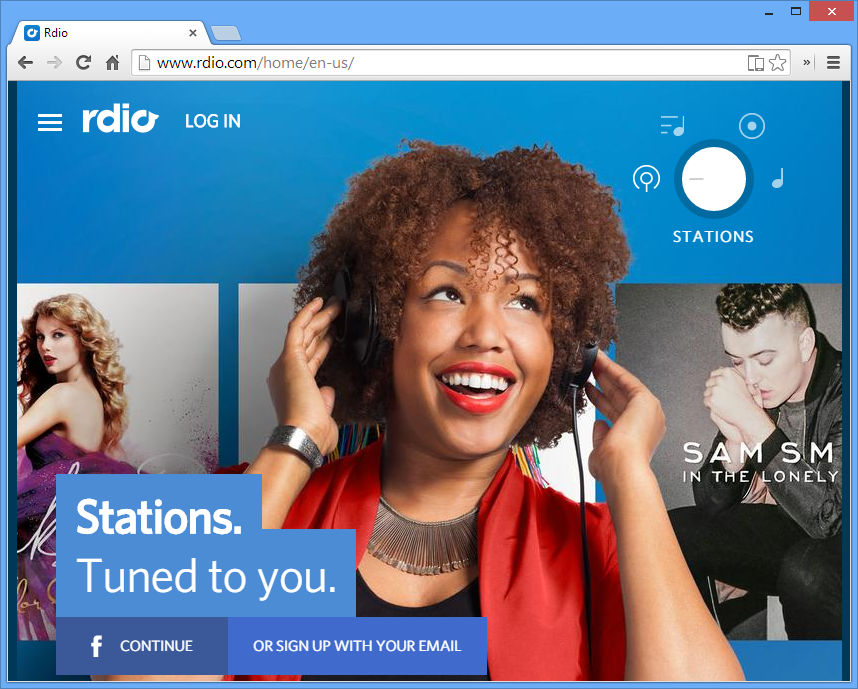 Rdio
www.rdio.com/home/en-us/
rdio
LOG IN
STATIONS
SAM SM
IN THE LONELY
Stations.
Tuned to you.
f CONTINUE
OR SIGN UP WITH YOUR EMAIL